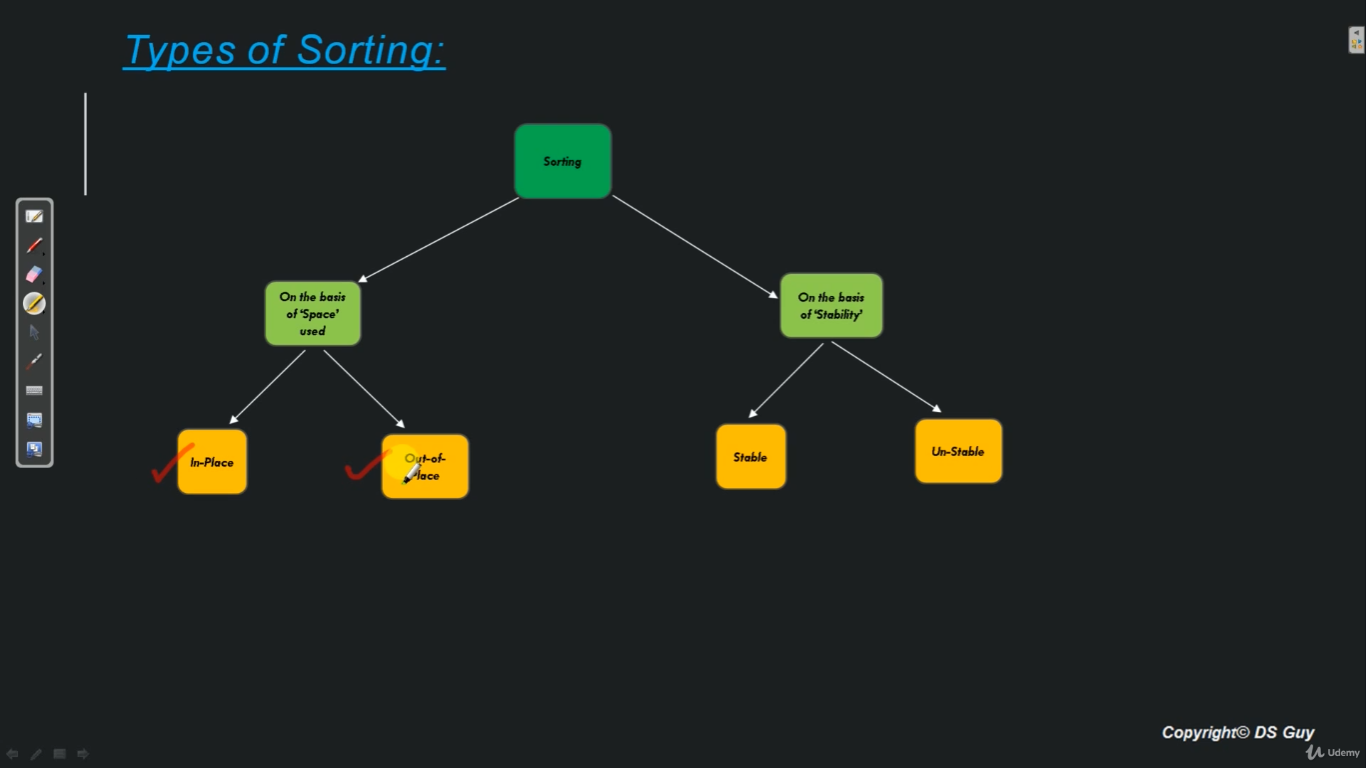 Types of Sorting:
Sorting
On the basis
of ‘Space’
used
On the basis
of ‘Stability’
In-Place
Out-of-
Place
Stable
Un-Stable
Copyright© DS Guy
Udemy